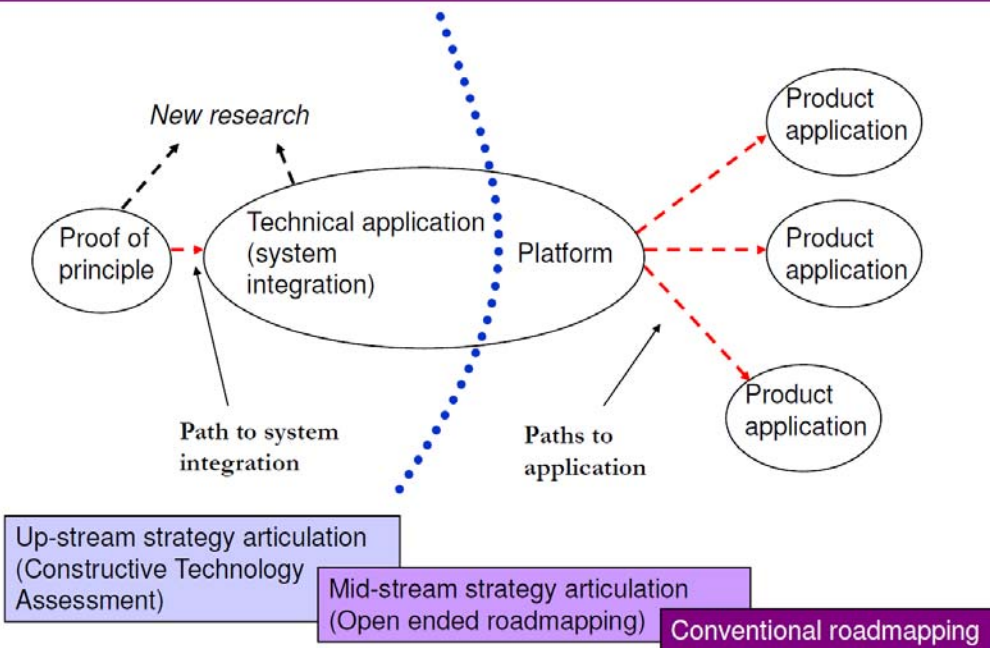 New research
Proof of
principle
Technical application
(system
integration)
Platform
Product
application
Product
application
Product
application
Path to system
integration
Paths to
application
Up-stream strategy articulation
(Constructive Technology
Assessment)
Mid-stream strategy articulation
(Open ended roadmapping)
Conventional roadmapping